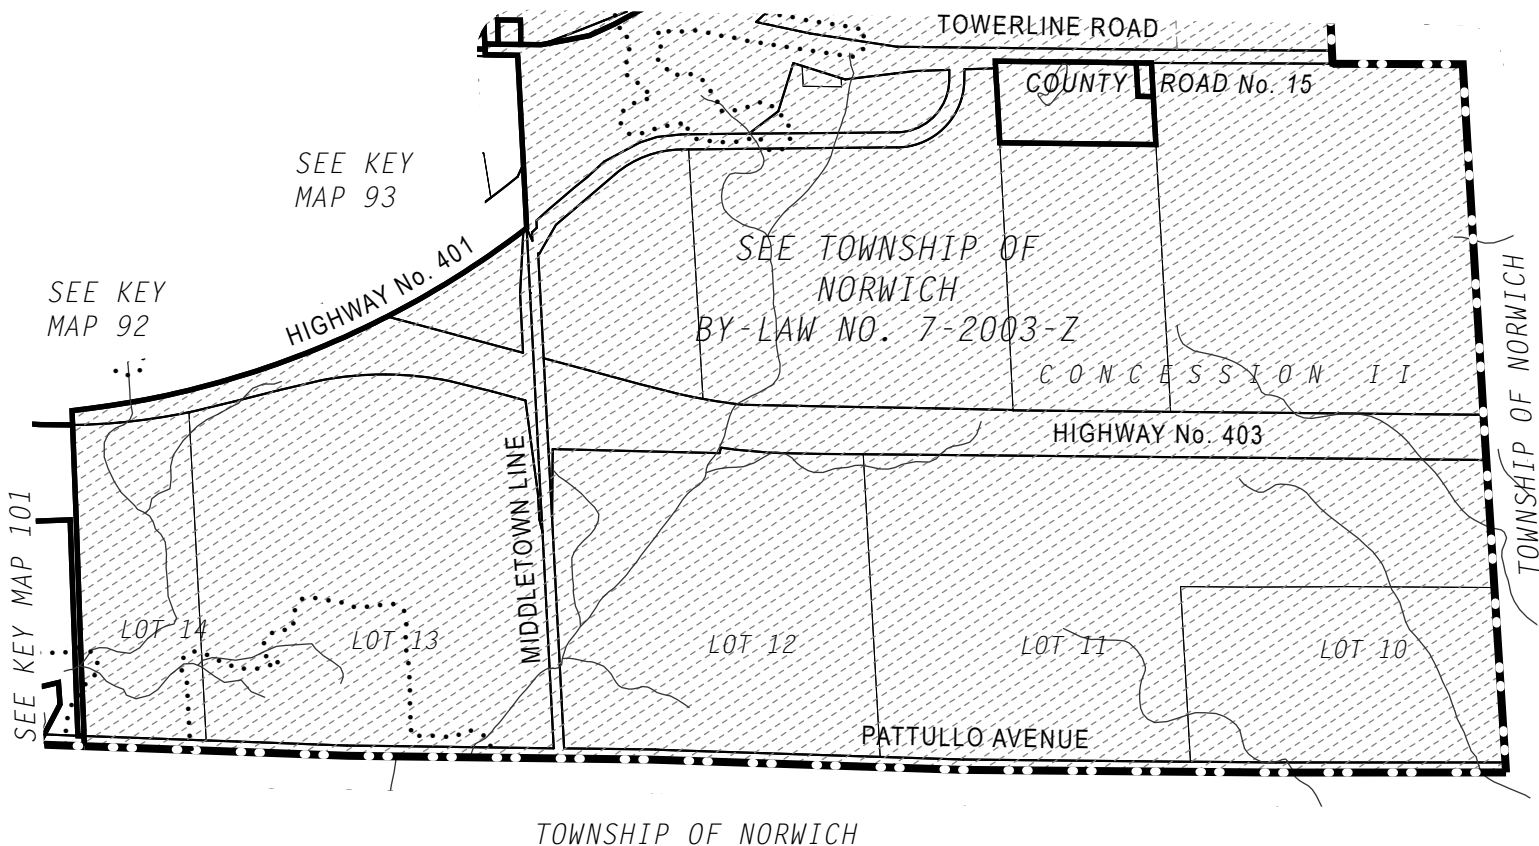 TOWERLINE ROAD
COUNTY ROAD No. 15
SEE KEY
MAP 93
SEE TOWNSHIP OF
NORWICH
BY-LAW NO. 7-2003-Z
HIGHWAY No. 401
SEE KEY
MAP 92
CONCESSION II
TOWNSHIP OF NORWICH
HIGHWAY No. 403
MIDDLETOWN LINE
SEE KEY MAP 101
LOT 14
LOT 13
LOT 12
LOT 11
LOT 10
PATTULLO AVENUE
TOWNSHIP OF NORWICH